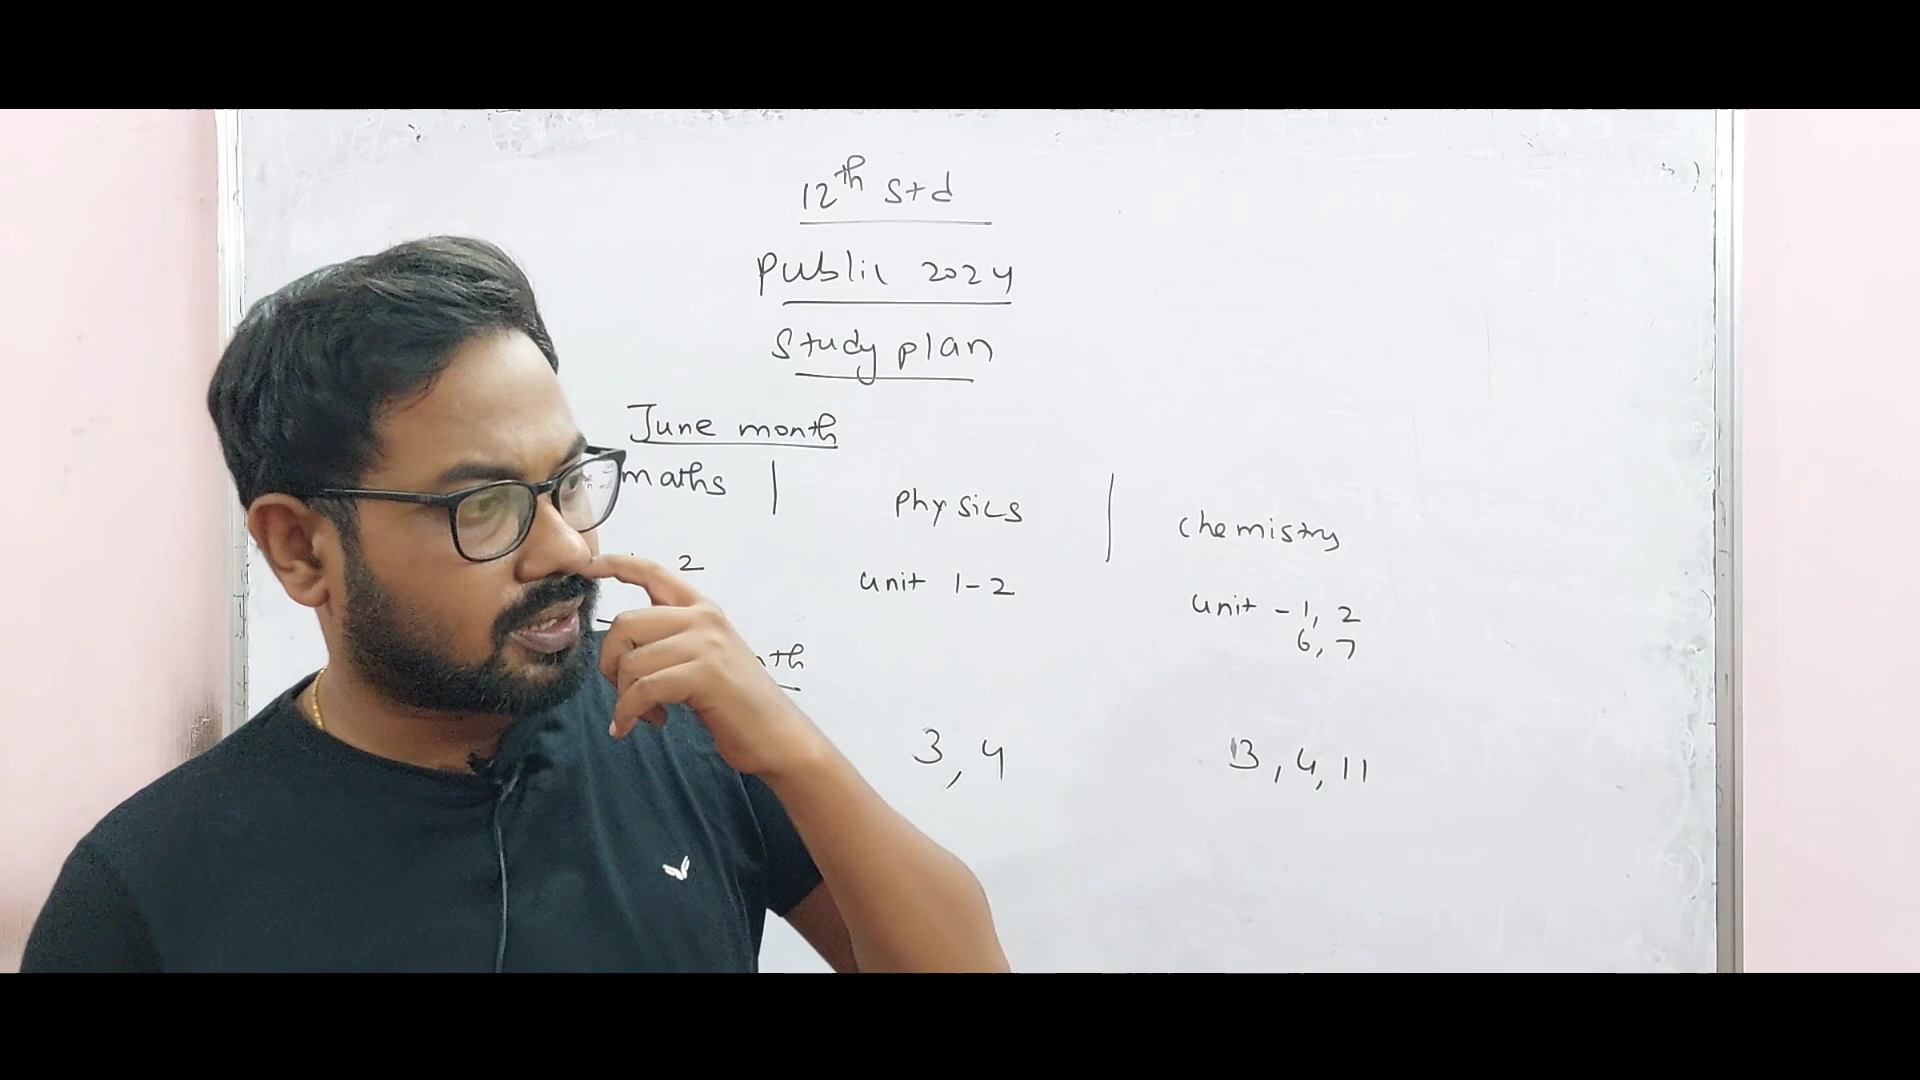 12th Std
Public 2024
Study plan
June month
maths | physics | chemistry
2 unit 1-2 unit - 1, 2
6, 7
3, 4 3, 4, 11